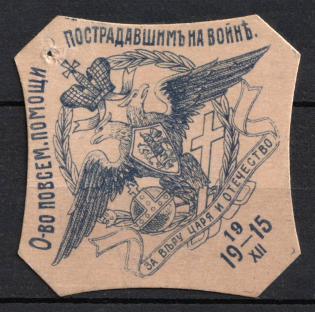 О-ВО ПОВСЕМ. ПОМОЩИ
ПОСТРАДАВШИМЪ НА ВОЙНѢ.
ЗА ВѢРУ ЦАРЯ И ОТЕЧЕСТВО
19
19—15
XII